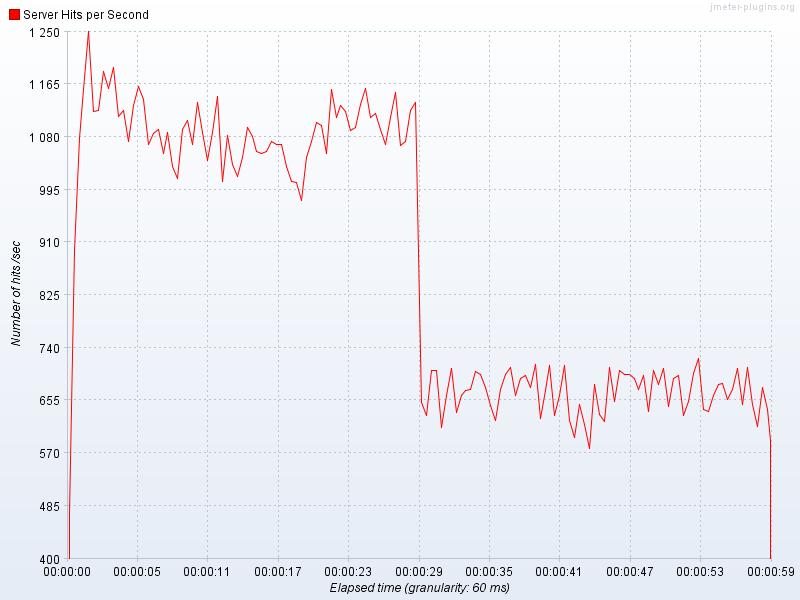 jmeter-plugins.org
Server Hits per Second
1 250
1 165
1 080
995
910
825
740
655
570
485
400
Number of hits /sec
00:00:00 00:00:05 00:00:11 00:00:17 00:00:23 00:00:29 00:00:35 00:00:41 00:00:47 00:00:53 00:00:59
Elapsed time (granularity: 60 ms)